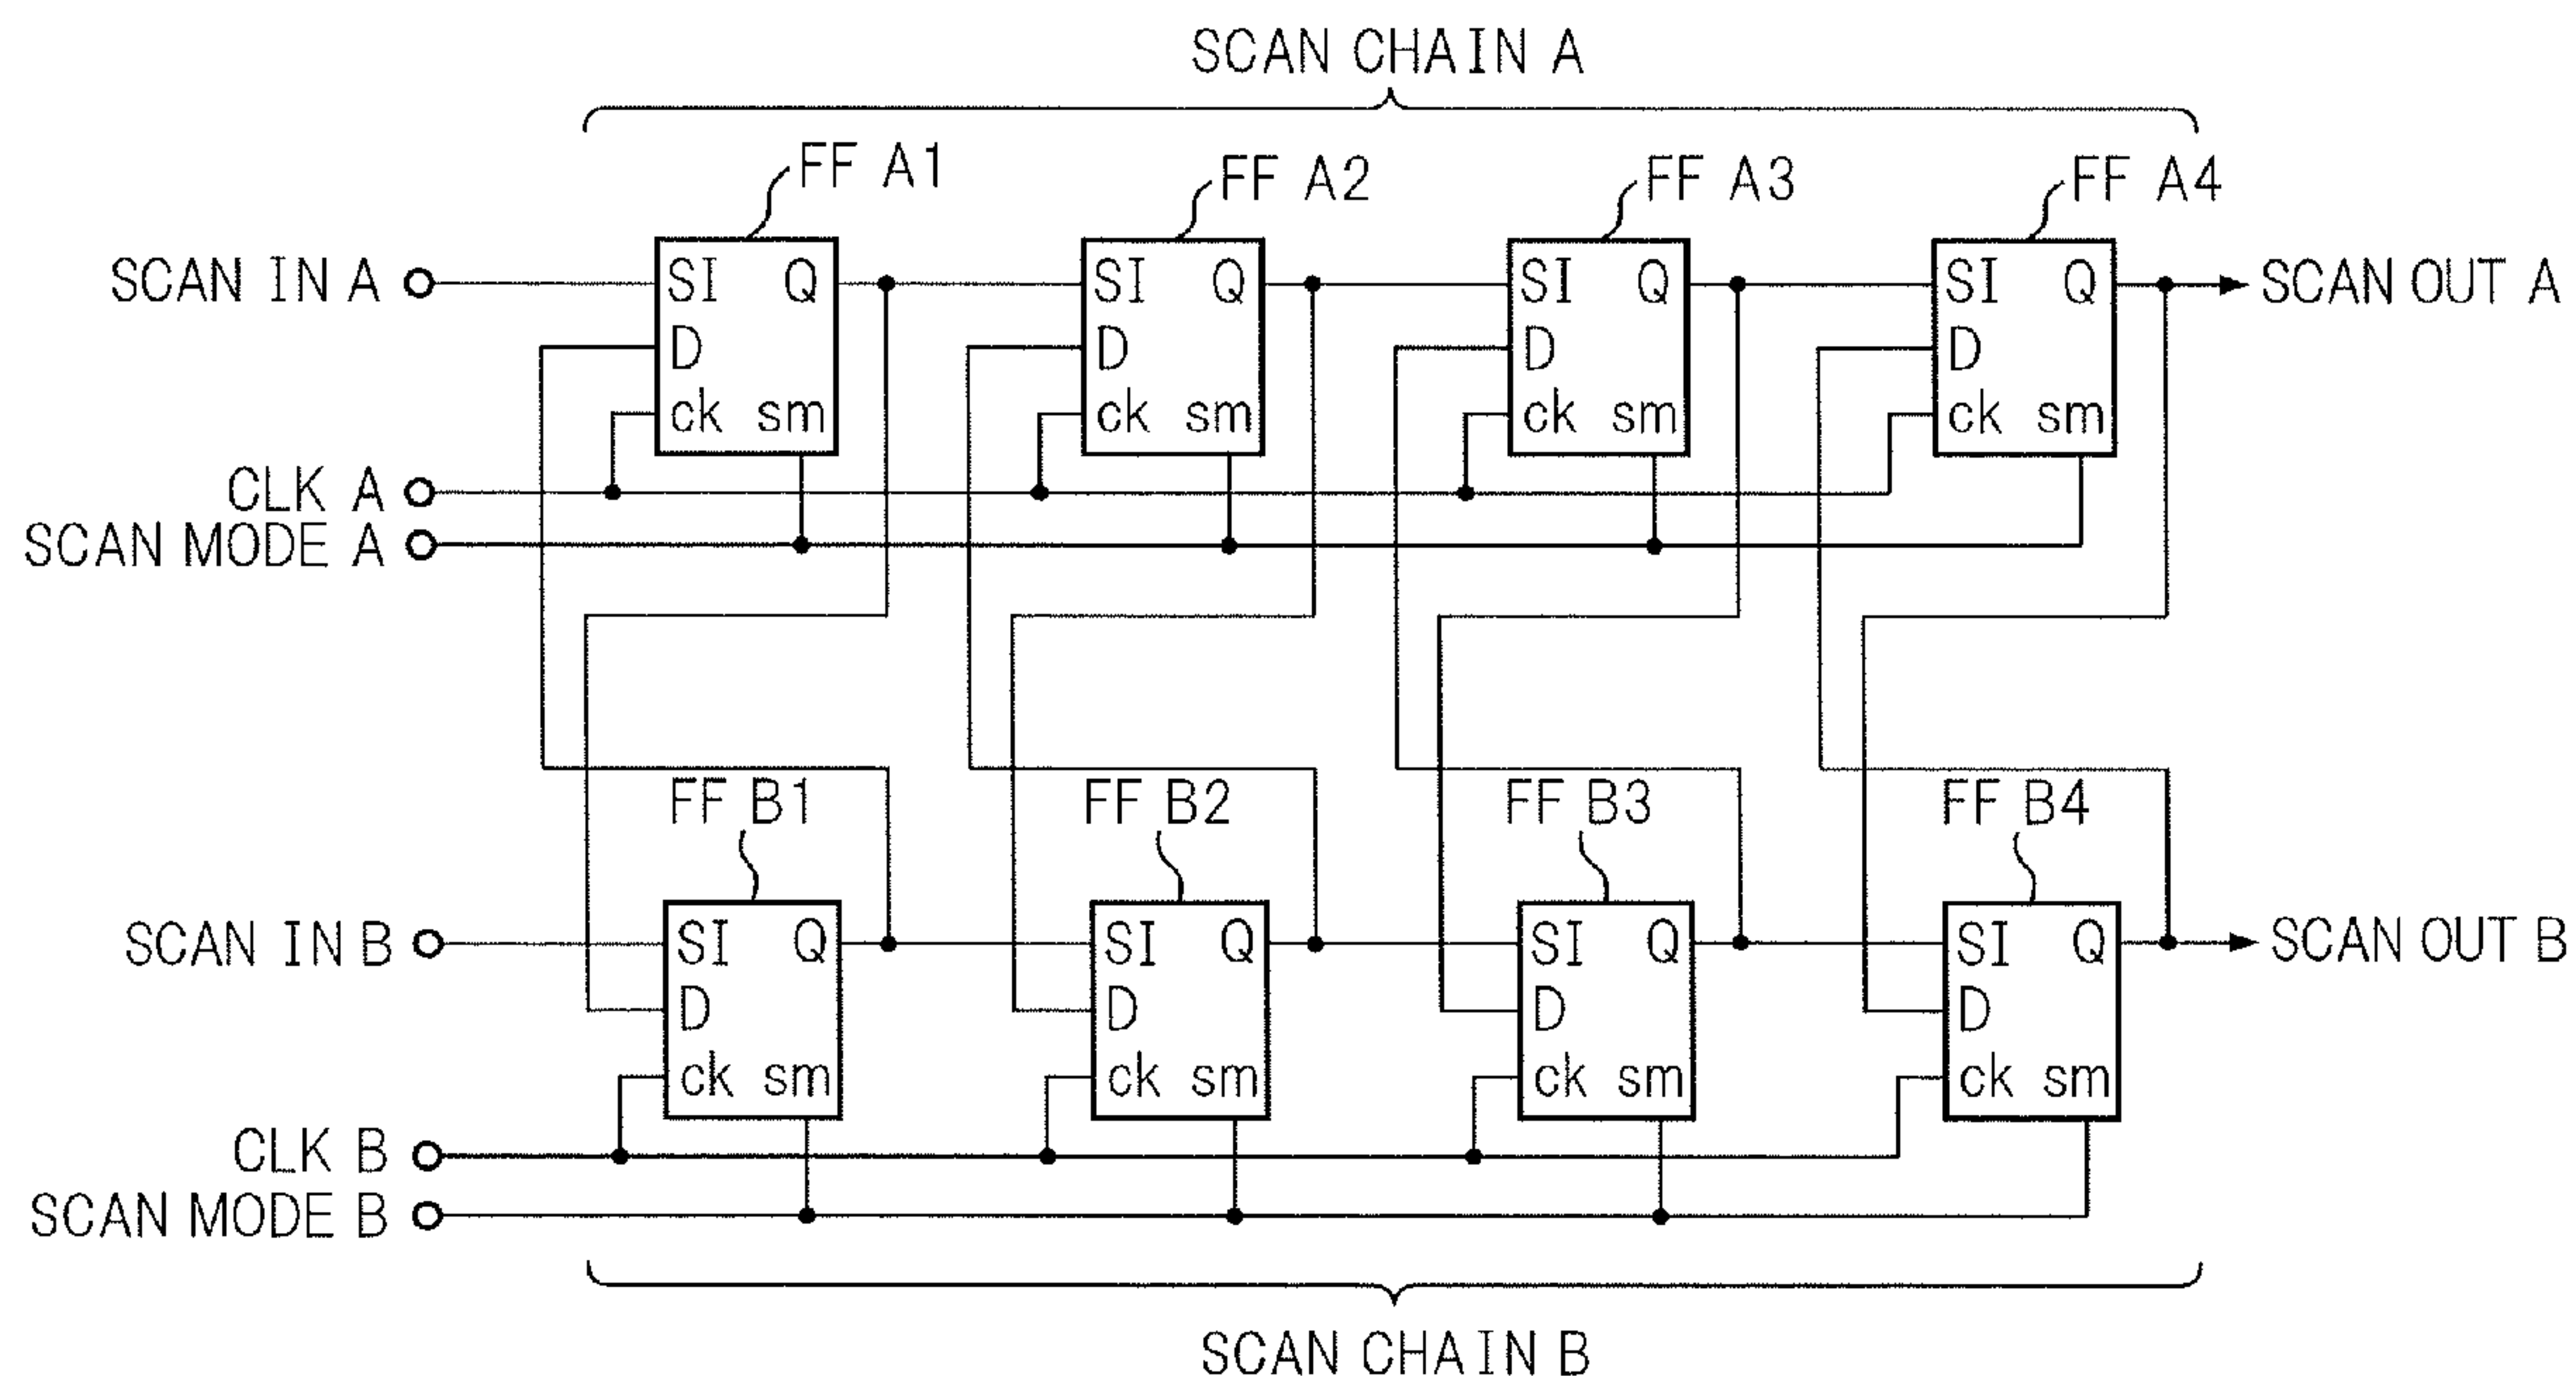 SCAN CHAIN A
FF A1
FF A2
FF A3
FF A4
SCAN IN A
SI Q
D
ck sm
SI Q
D
ck sm
SI Q
D
ck sm
SI Q
D
ck sm
SCAN OUT A
CLK A
SCAN MODE A
FF B1
FF B2
FF B3
FF B4
SCAN IN B
SI Q
D
ck sm
SI Q
D
ck sm
SI Q
D
ck sm
SI Q
D
ck sm
SCAN OUT B
CLK B
SCAN MODE B
SCAN CHAIN B